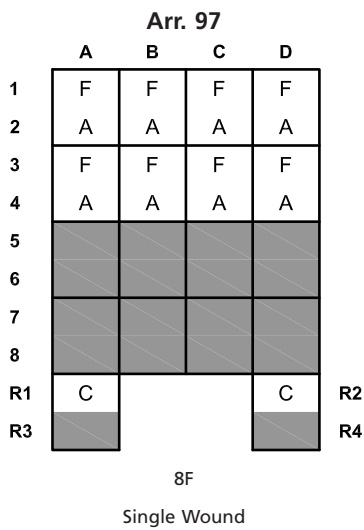 Arr. 97
A B C D
1 F F F F
2 A A A A
3 F F F F
4 A A A A
5
6
7
8
R1 C C R2
R3 R4
8F
Single Wound